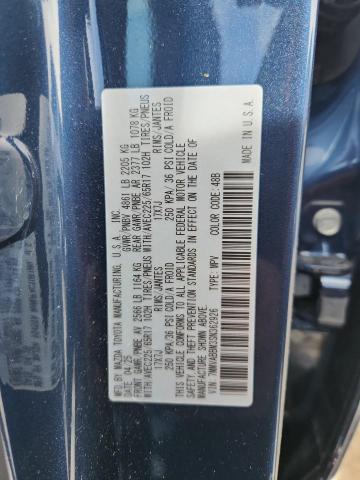 MAZDA TOYOTA MANUFACTURING, U.S.A. INC.
DATE: 04/25 GVWR/PNBV 4861 LB 2205 KG
FRONT GAWR/PNBE AV 2566 LB 1164 KG REAR GAWR/PNBE AR 2377 LB 1078 KG
WITH/AVEC225/65R17 102H TIRES/PNEUS WITH/AVEC225/65R17 102H TIRES/PNEUS
17X7J RIMS/JANTES 17X7J RIMS/JANTES
250 KPA/ 36 PSI COLD/A FROID 250 KPA/ 36 PSI COLD/A FROID
THIS VEHICLE CONFORMS TO ALL APPLICABLE FEDERAL MOTOR VEHICLE
SAFETY AND THEFT PREVENTION STANDARDS IN EFFECT ON THE DATE OF
MANUFACTURE SHOWN ABOVE.
VIN: TYPE: MPV COLOR CODE:48B
MADE IN U.S.A.